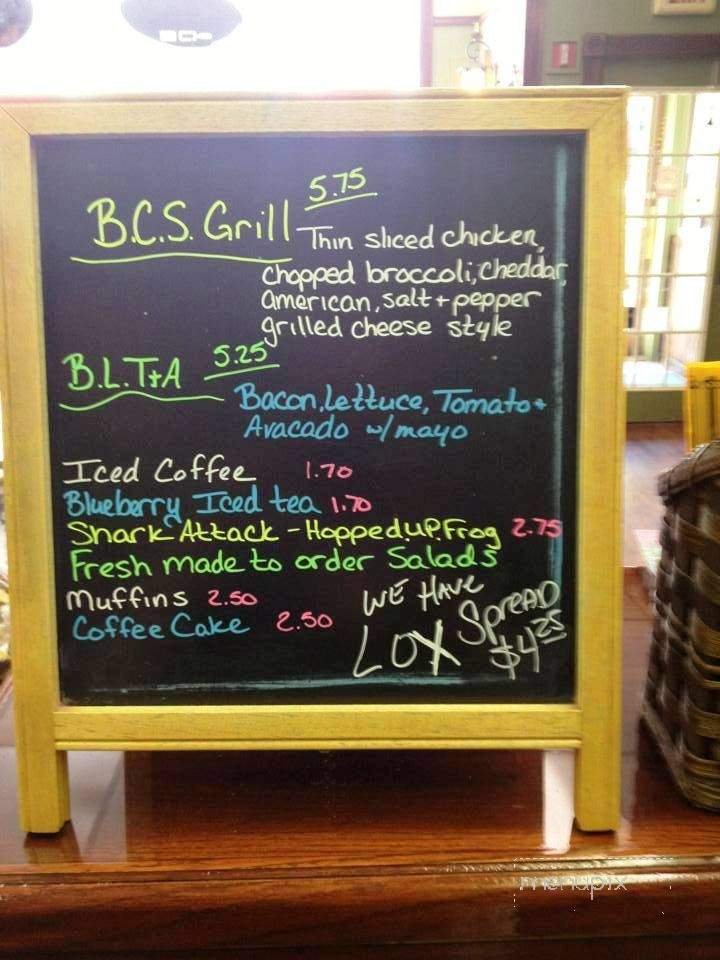 5.75
B.C.S. Grill
Thin sliced chicken,
chopped broccoli, cheddar,
american, salt + pepper
grilled cheese style
B.L.T+A 5.25
Bacon, Lettuce, Tomato +
Avacado w/mayo
Iced Coffee 1.70
Blueberry Iced tea 1.70
Shark Attack - Hopped up Frog 2.75
Fresh made to order Salads
Muffins 2.50
Coffee Cake 2.50
WE HAVE
LOX SPREAD
$4.25
menupix